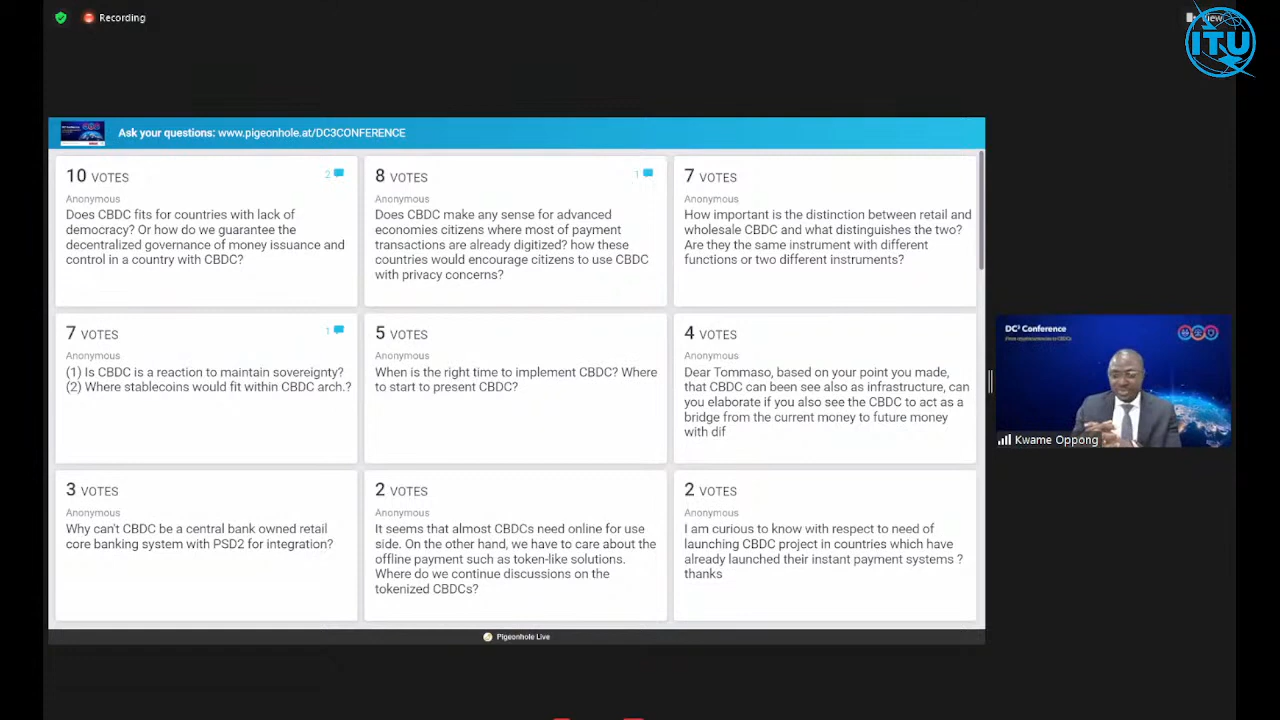 Recording
View
ITU
Ask your questions: www.pigeonhole.at/DC3CONFERENCE
10 VOTES
2
Anonymous
Does CBDC fits for countries with lack of
democracy? Or how do we guarantee the
decentralized governance of money issuance and
control in a country with CBDC?
8 VOTES
1
Anonymous
Does CBDC make any sense for advanced
economies citizens where most of payment
transactions are already digitized? how these
countries would encourage citizens to use CBDC
with privacy concerns?
7 VOTES
Anonymous
How important is the distinction between retail and
wholesale CBDC and what distinguishes the two?
Are they the same instrument with different
functions or two different instruments?
7 VOTES
1
Anonymous
(1) Is CBDC is a reaction to maintain sovereignty?
(2) Where stablecoins would fit within CBDC arch.?
5 VOTES
Anonymous
When is the right time to implement CBDC? Where
to start to present CBDC?
4 VOTES
Anonymous
Dear Tommaso, based on your point you made,
that CBDC can been see also as infrastructure, can
you elaborate if you also see the CBDC to act as a
bridge from the current money to future money
with dif
3 VOTES
Anonymous
Why can't CBDC be a central bank owned retail
core banking system with PSD2 for integration?
2 VOTES
Anonymous
It seems that almost CBDCs need online for use
side. On the other hand, we have to care about the
offline payment such as token-like solutions.
Where do we continue discussions on the
tokenized CBDCs?
2 VOTES
Anonymous
I am curious to know with respect to need of
launching CBDC project in countries which have
already launched their instant payment systems ?
thanks
Pigeonhole Live
DC³ Conference
From cryptocurrencies to CBDCs
Kwame Oppong